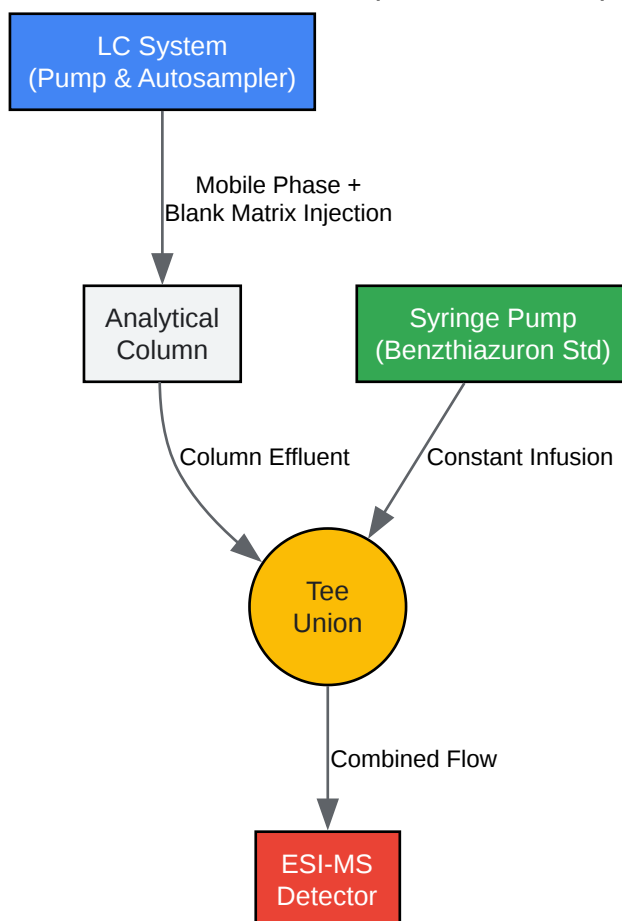 LC System
(Pump & Autosampler)
Mobile Phase +
Blank Matrix Injection
Analytical
Column
Syringe Pump
(Benzthiazuron Std)
Column Effluent
Constant Infusion
Tee
Union
Combined Flow
ESI-MS
Detector